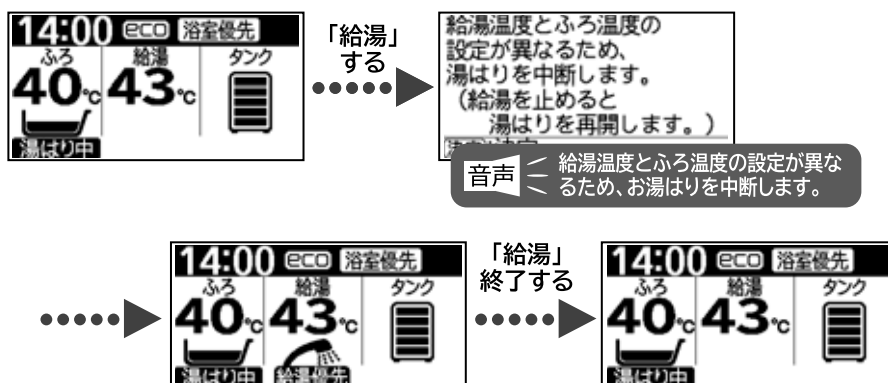 14:00 eco 浴室優先
ふろ 給湯 タンク
40℃ 43℃
湯はり中
「給湯」
する
給湯温度とふろ温度の
設定が異なるため、
湯はりを中断します。
(給湯を止めると
湯はりを再開します。)
音声
給湯温度とふろ温度の設定が異な
るため、お湯はりを中断します。
14:00 eco 浴室優先
ふろ 給湯 タンク
40℃ 43℃
湯はり中 給湯優先
「給湯」
終了する
14:00 eco 浴室優先
ふろ 給湯 タンク
40℃ 43℃
湯はり中